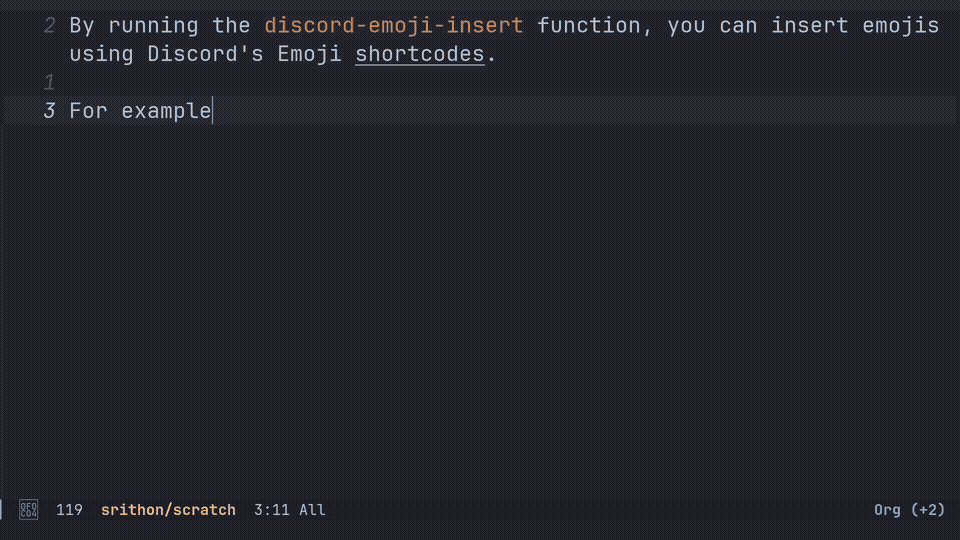 2 By running the discord-emoji-insert function, you can insert emojis
using Discord's Emoji shortcodes.
1
3 For example
0F0C04 119 srithon/scratch 3:11 All Org (+2)